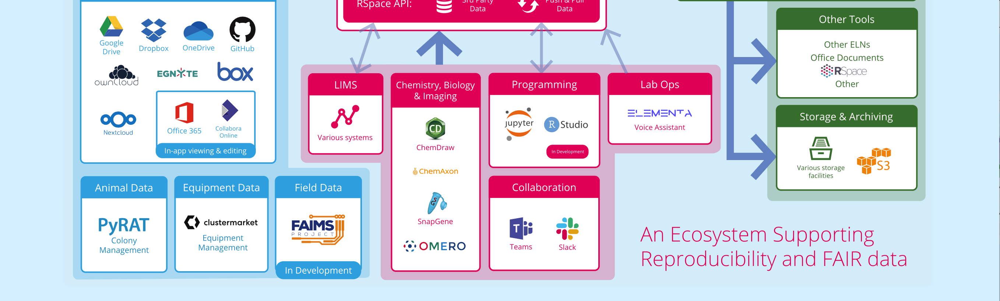 RSpace API:
3rd Party
Data
Push & Pull
Data
Google
Drive
Dropbox
OneDrive
GitHub
ownCloud
EGNYTE
box
Nextcloud
Office 365
Collabora
Online
In-app viewing & editing
Animal Data
PyRAT
Colony
Management
Equipment Data
clustermarket
Equipment
Management
Field Data
FAIMS
PROJECT
In Development
LIMS
Various systems
Chemistry, Biology
& Imaging
CD
ChemDraw
ChemAxon
SG
SnapGene
OMERO
Programming
jupyter
R Studio
In Development
Collaboration
T
Teams
Slack
Lab Ops
ELEMENTA
Voice Assistant
Other Tools
Other ELNs
Office Documents
RSpace
Other
Storage & Archiving
Various storage
facilities
S3
An Ecosystem Supporting
Reproducibility and FAIR data